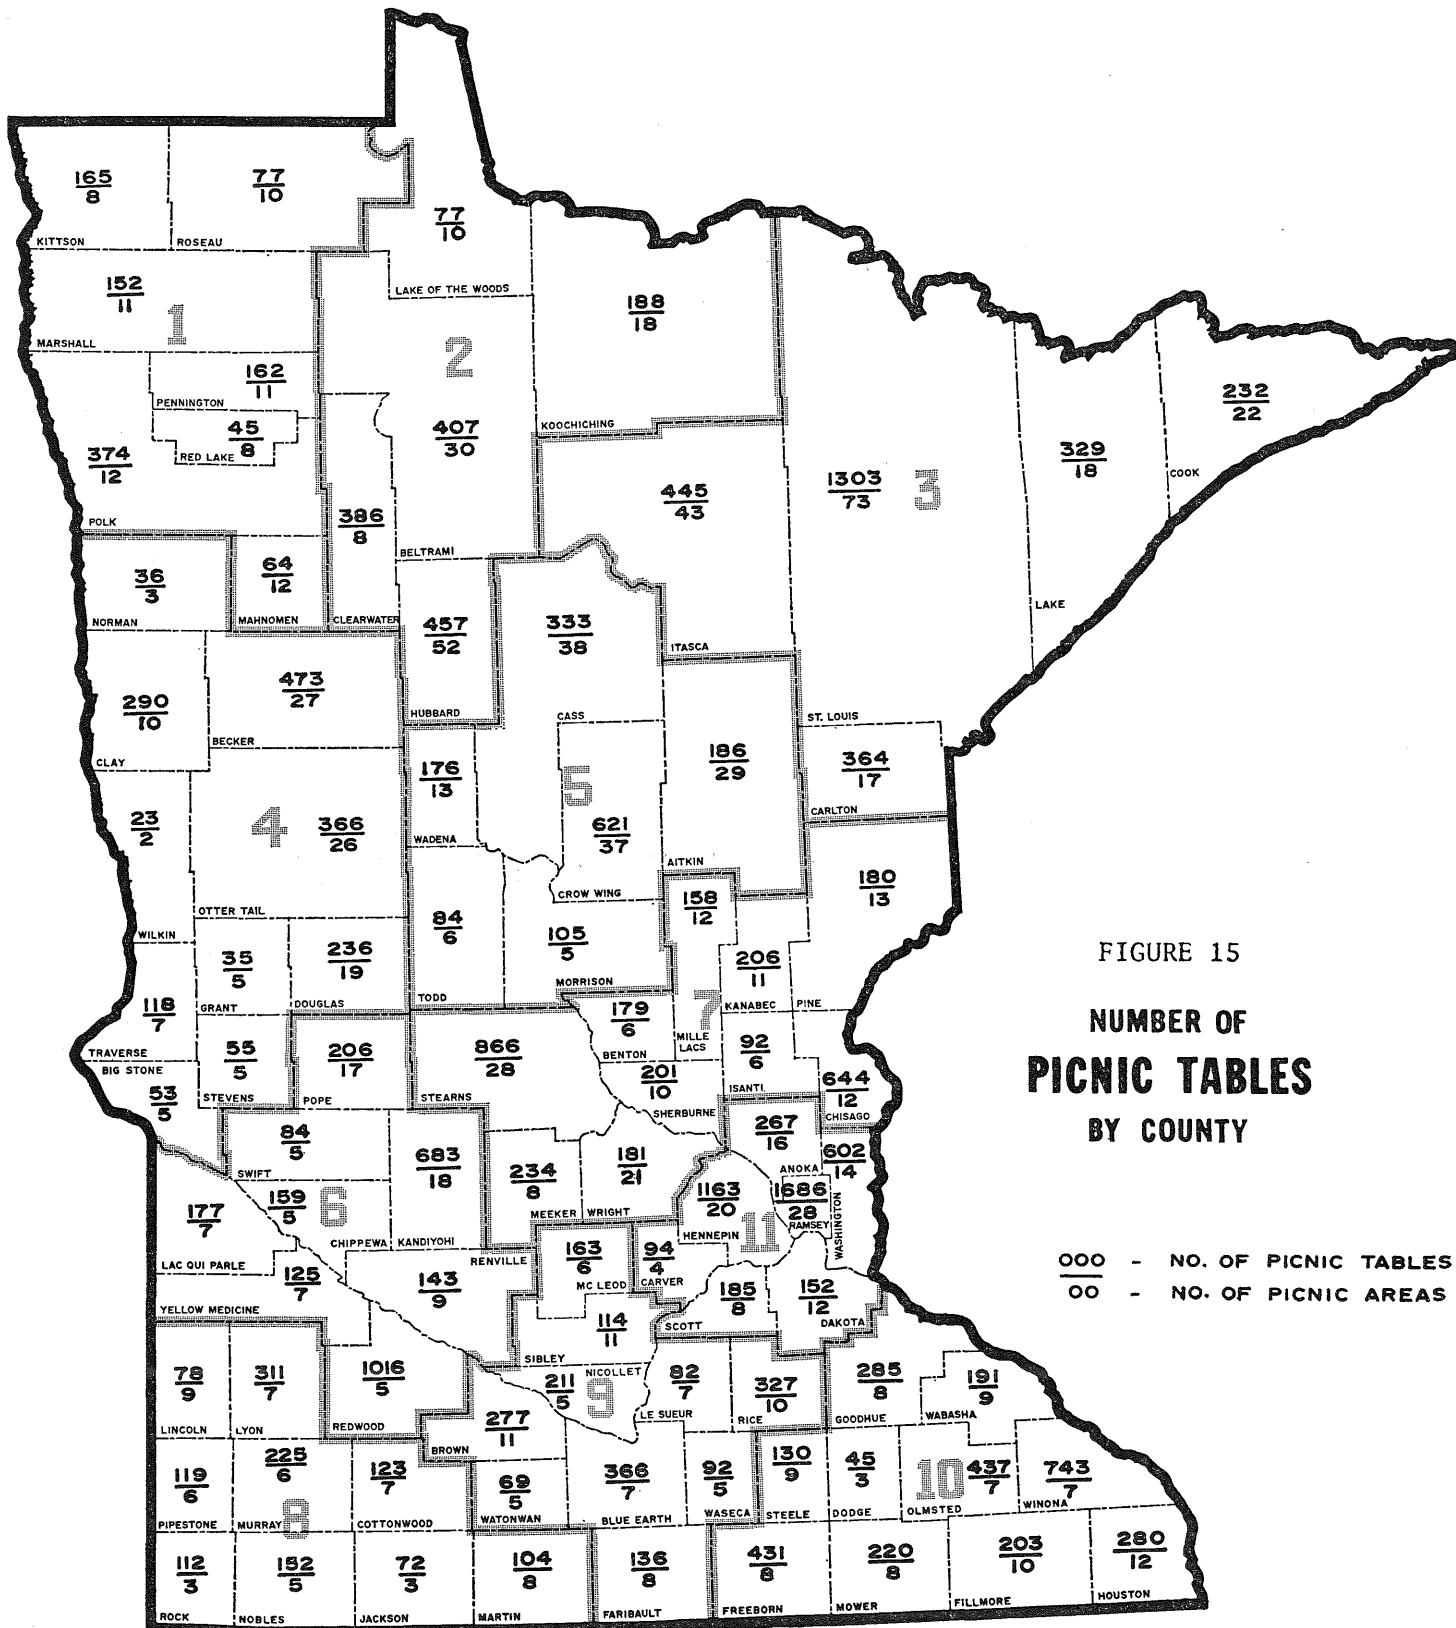 165
8
KITTSON
77
10
ROSEAU
77
10
LAKE OF THE WOODS
152
11
MARSHALL
1
2
188
18
KOOCHICHING
162
11
PENNINGTON
45
8
RED LAKE
374
12
POLK
407
30
BELTRAMI
386
8
CLEARWATER
445
43
ITASCA
1303
73
3
329
18
LAKE
232
22
COOK
36
3
NORMAN
64
12
MAHNOMEN
457
52
HUBBARD
333
38
CASS
290
10
CLAY
473
27
BECKER
ST. LOUIS
186
29
AITKIN
364
17
CARLTON
176
13
WADENA
5
621
37
CROW WING
23
2
WILKIN
4
366
26
OTTER TAIL
180
13
PINE
84
6
TODD
105
5
MORRISON
158
12
MILLE
LACS
206
11
KANABEC
7
35
5
GRANT
236
19
DOUGLAS
118
7
TRAVERSE
BIG STONE
53
5
55
5
STEVENS
206
17
POPE
866
28
STEARNS
179
6
BENTON
201
10
SHERBURNE
92
6
ISANTI
644
12
CHISAGO
84
5
SWIFT
683
18
KANDIYOHI
234
8
MEEKER
181
21
WRIGHT
267
16
ANOKA
602
14
WASHINGTON
1163
20
HENNEPIN
1686
28
RAMSEY
11
177
7
LAC QUI PARLE
159
5
CHIPPEWA
6
125
7
YELLOW MEDICINE
143
9
RENVILLE
163
6
MC LEOD
94
4
CARVER
185
8
SCOTT
152
12
DAKOTA
114
11
SIBLEY
78
9
LINCOLN
311
7
LYON
1016
5
REDWOOD
211
5
NICOLLET
9
82
7
LE SUEUR
327
10
RICE
285
8
GOODHUE
191
9
WABASHA
277
11
BROWN
119
6
PIPESTONE
225
6
MURRAY
8
123
7
COTTONWOOD
69
5
WATONWAN
366
7
BLUE EARTH
92
5
WASECA
130
9
STEELE
45
3
DODGE
10
437
7
OLMSTED
743
7
WINONA
112
3
ROCK
152
5
NOBLES
72
3
JACKSON
104
8
MARTIN
136
8
FARIBAULT
431
8
FREEBORN
220
8
MOWER
203
10
FILLMORE
280
12
HOUSTON
FIGURE 15
NUMBER OF
PICNIC TABLES
BY COUNTY
000 - NO. OF PICNIC TABLES
00 - NO. OF PICNIC AREAS